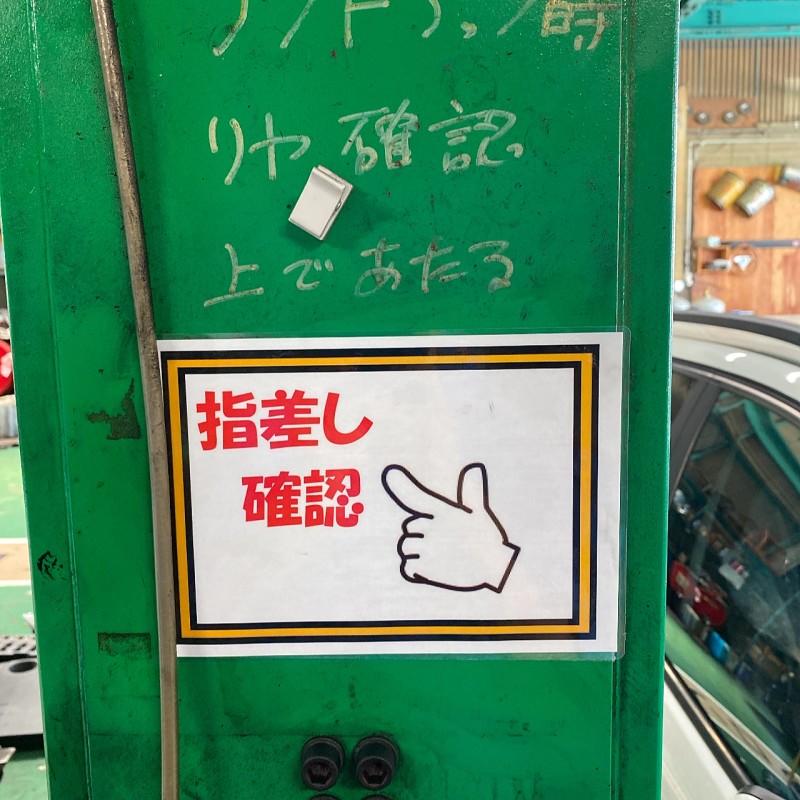 リヤ確認
上であたる
指差し
確認